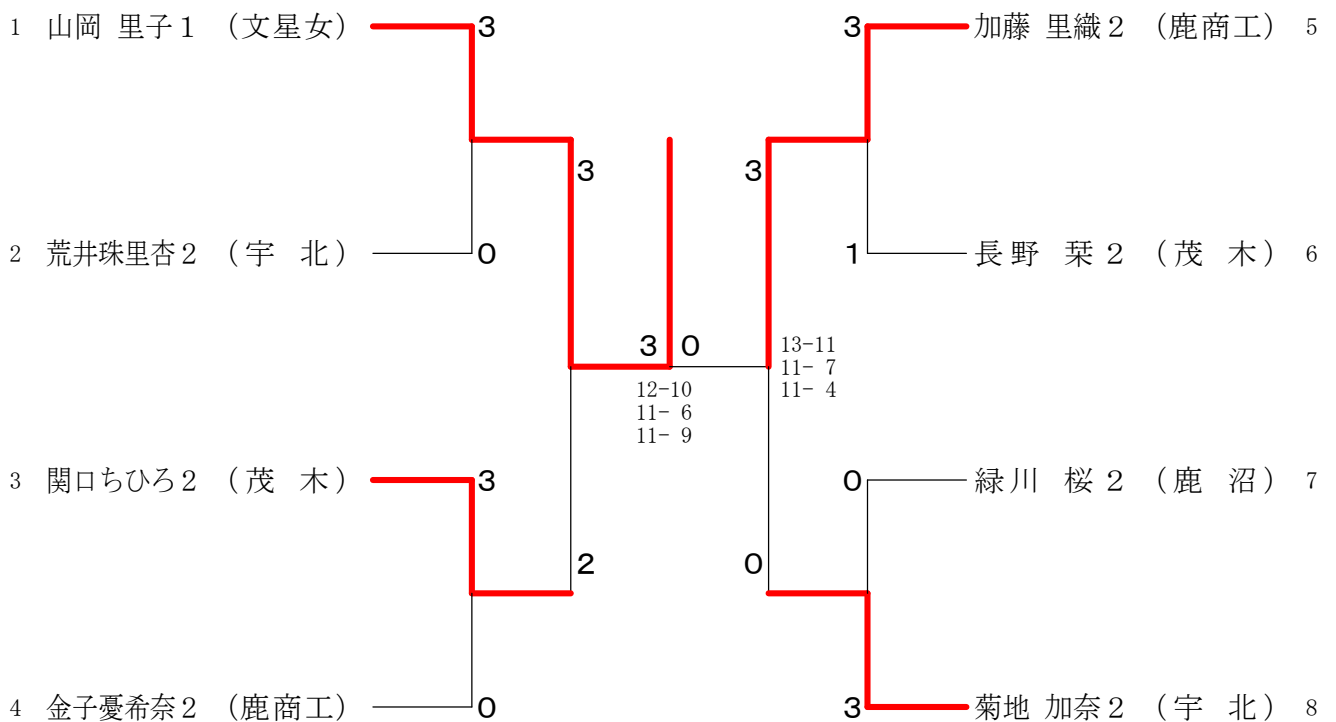 1 山岡 里子1 （文星女） 3
3 加藤 里織2 （鹿商工） 5
3
3
2 荒井珠里杏2 （宇 北） 0
1 長野 栞2 （茂 木） 6
3 0
13-11
11- 7
11- 4
12-10
11- 6
11- 9
3 関口ちひろ2 （茂 木） 3
0 緑川 桜2 （鹿 沼） 7
2
0
4 金子憂希奈2 （鹿商工） 0
3 菊地 加奈2 （宇 北） 8